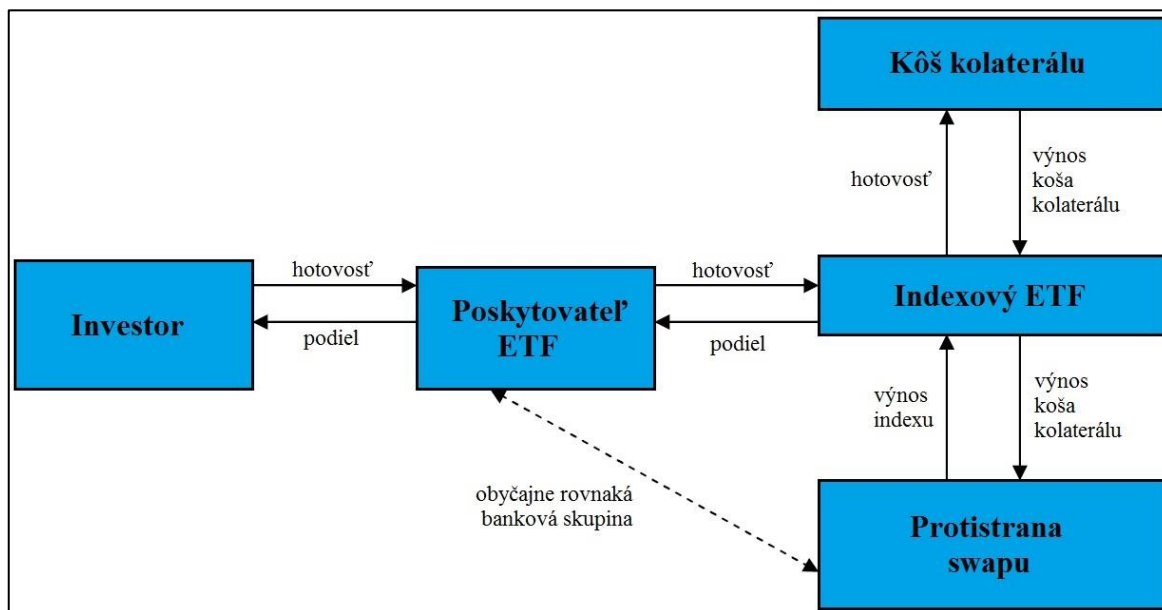 Kôš kolaterálu
hotovosť
výnos
koša
kolaterálu
Investor
hotovosť
podiel
Poskytovateľ
ETF
hotovosť
podiel
Indexový ETF
výnos
indexu
výnos
koša
kolaterálu
obyčajne rovnaká
banková skupina
Protistrana
swapu